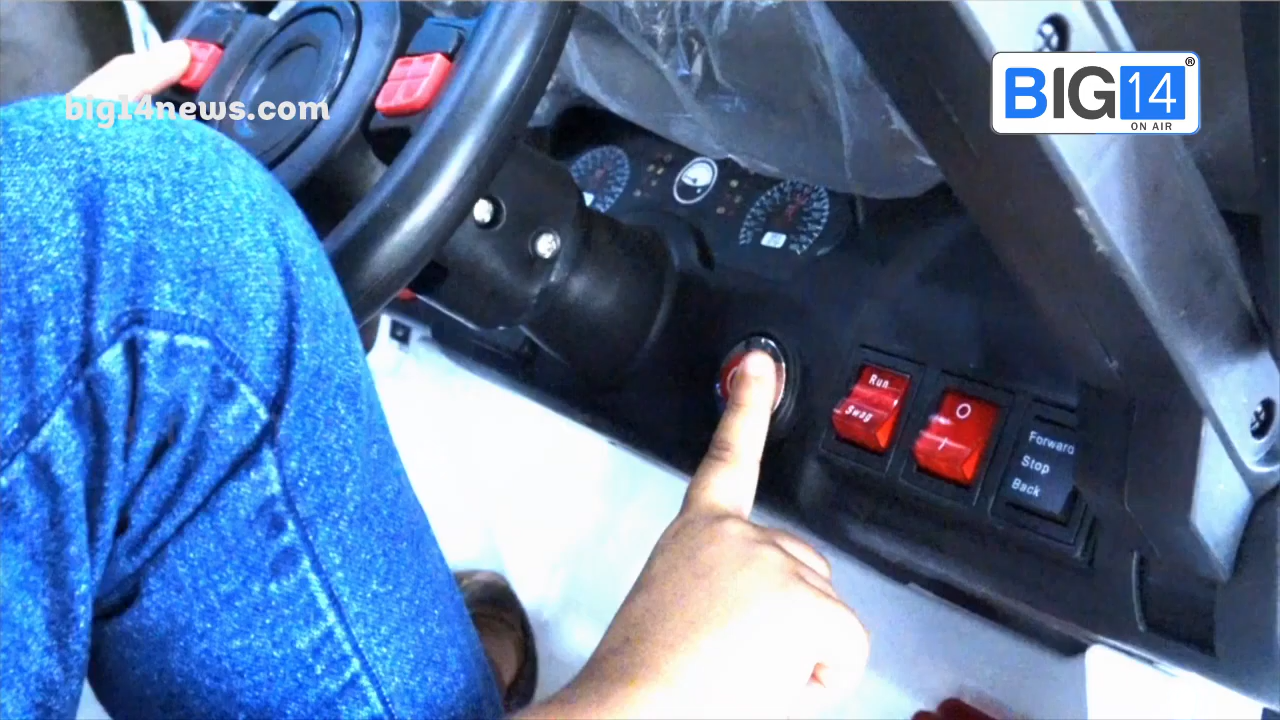 big14news.com
BIG14®
ON AIR
Run
Swag
O
I
Forward
Stop
Back